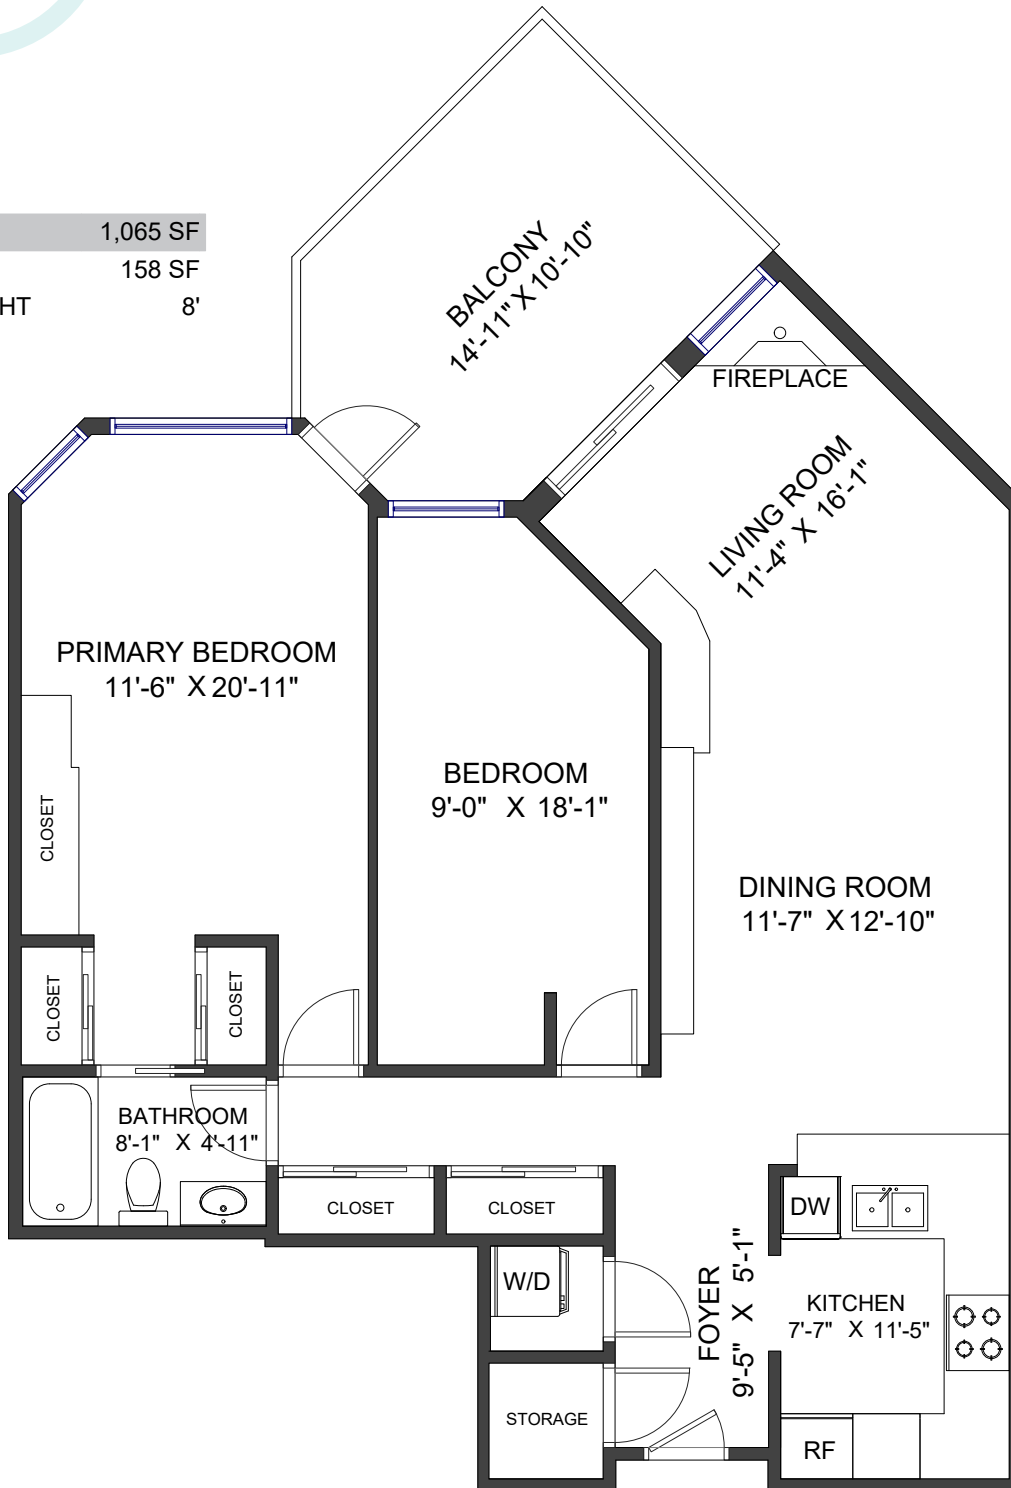 1,065 SF
158 SF
HT 8'
BALCONY
14'-11" X 10'-10"
FIREPLACE
LIVING ROOM
11'-4" X 16'-1"
PRIMARY BEDROOM
11'-6" X 20'-11"
BEDROOM
9'-0" X 18'-1"
CLOSET
DINING ROOM
11'-7" X 12'-10"
CLOSET
CLOSET
BATHROOM
8'-1" X 4'-11"
CLOSET
CLOSET
DW
W/D
FOYER
9'-5" X 5'-1"
KITCHEN
7'-7" X 11'-5"
STORAGE
RF